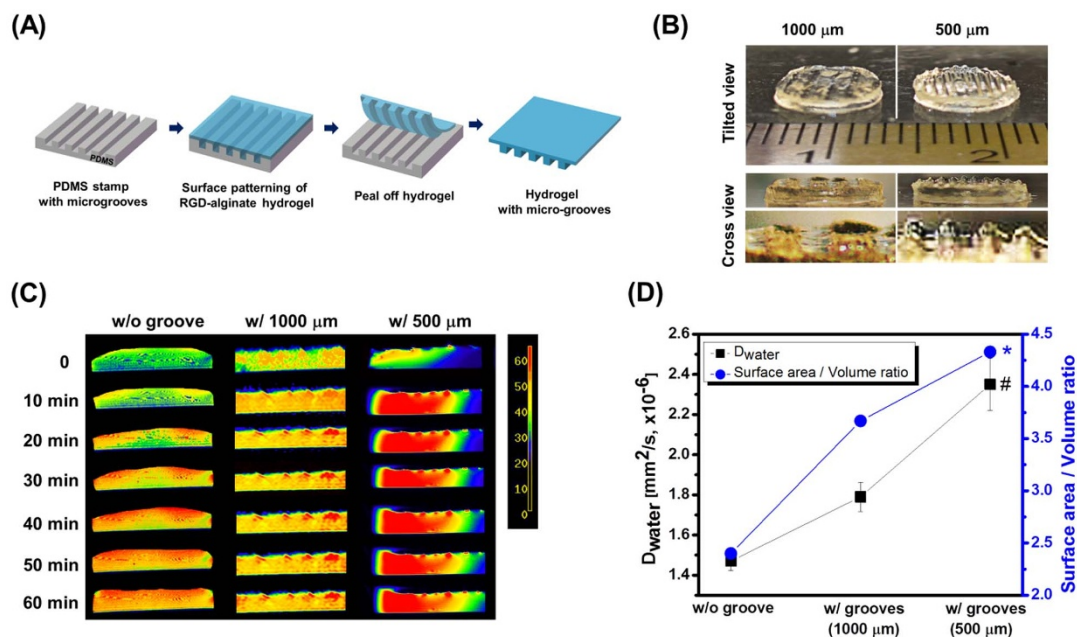 (A)
PDMS
PDMS stamp
with microgrooves
Surface patterning of
RGD-alginate hydrogel
Peal off hydrogel
Hydrogel
with micro-grooves
(B)
1000 μm
500 μm
Tilted view
1
2
Cross view
(C)
w/o groove
w/ 1000 μm
w/ 500 μm
0
10 min
20 min
30 min
40 min
50 min
60 min
60
50
40
30
20
10
0
(D)
Dwater
Surface area / Volume ratio
Dwater [mm²/s, x10⁻⁶]
2.6
2.4
2.2
2.0
1.8
1.6
1.4
*
#
4.5
4.0
3.5
3.0
2.5
2.0
Surface area / Volume ratio
w/o groove
w/ grooves
(1000 μm)
w/ grooves
(500 μm)